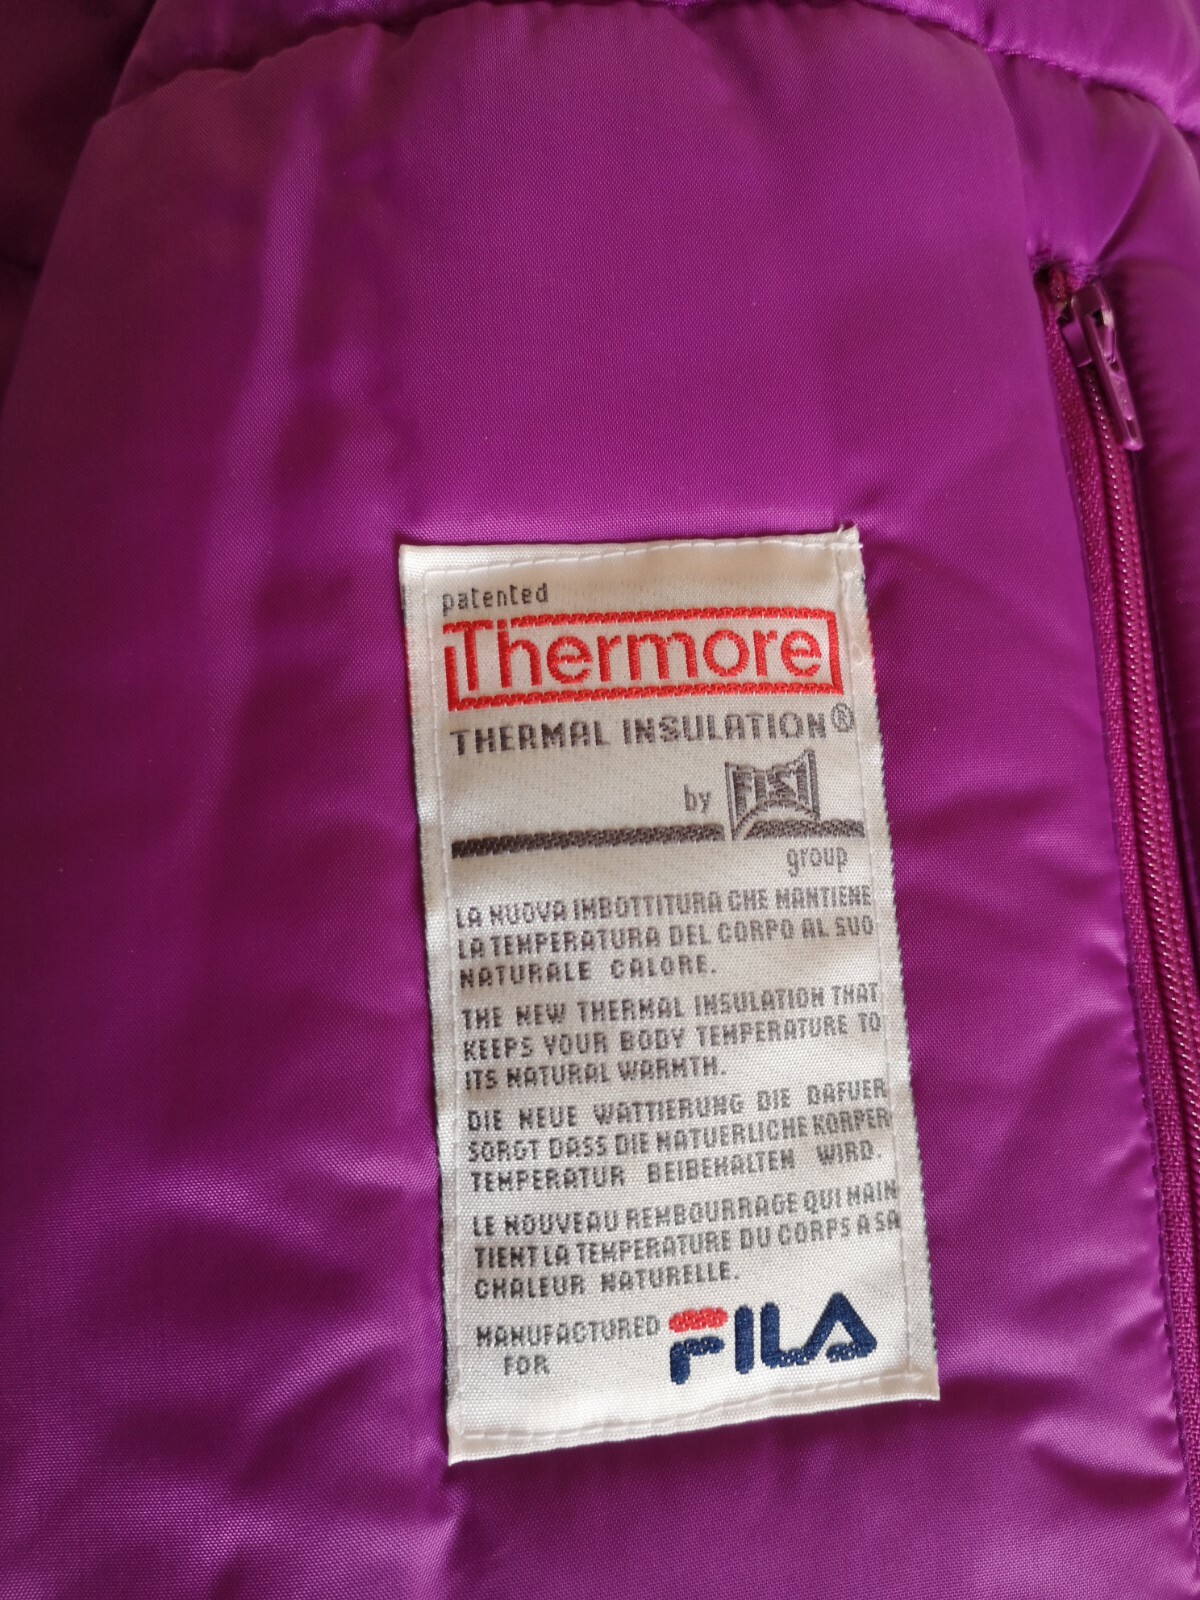 patented
Thermore
THERMAL INSULATION®
by FISI
group
LA NUOVA IMBOTTITURA CHE MANTIENE
LA TEMPERATURA DEL CORPO AL SUO
NATURALE CALORE.
THE NEW THERMAL INSULATION THAT
KEEPS YOUR BODY TEMPERATURE TO
ITS NATURAL WARMTH.
DIE NEUE WATTIERUNG DIE DAFUER
SORGT DASS DIE NATUERLICHE KORPER
TEMPERATUR BEIBEHALTEN WIRD.
LE NOUVEAU REMBOURRAGE QUI MAIN
TIENT LA TEMPERATURE DU CORPS A SA
CHALEUR NATURELLE.
MANUFACTURED FILA
FOR